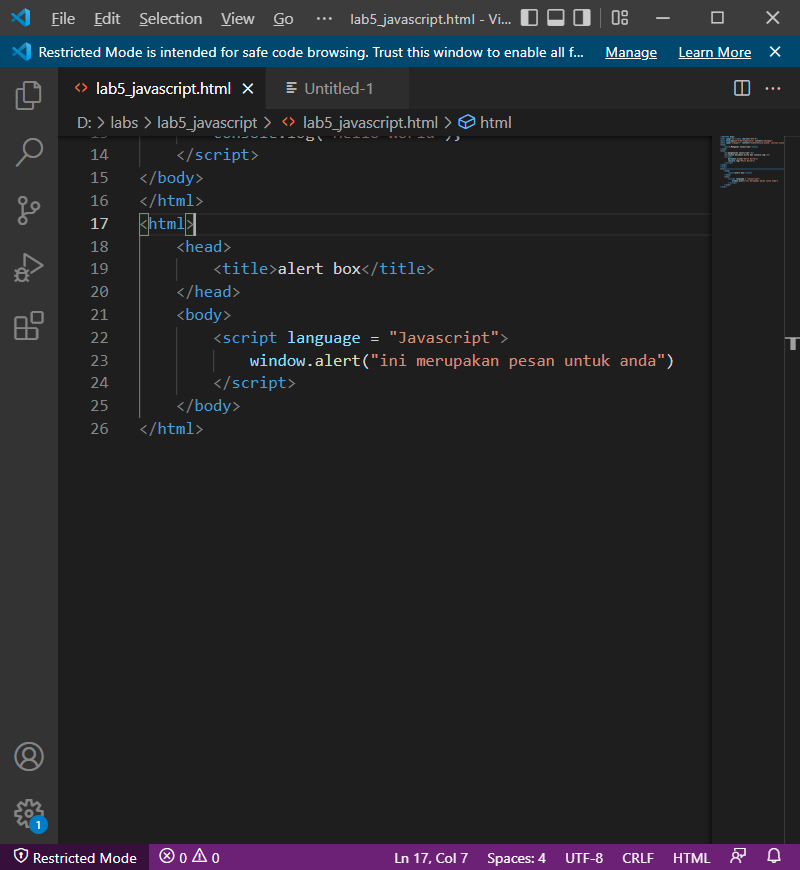 File Edit Selection View Go ··· lab5_javascript.html - Vi...
Restricted Mode is intended for safe code browsing. Trust this window to enable all f... Manage Learn More
lab5_javascript.html Untitled-1
D: > labs > lab5_javascript > lab5_javascript.html > html
14 </script>
15 </body>
16 </html>
17 <html>
18 <head>
19 <title>alert box</title>
20 </head>
21 <body>
22 <script language = "Javascript">
23 window.alert("ini merupakan pesan untuk anda")
24 </script>
25 </body>
26 </html>
1
Restricted Mode 0 0 Ln 17, Col 7 Spaces: 4 UTF-8 CRLF HTML